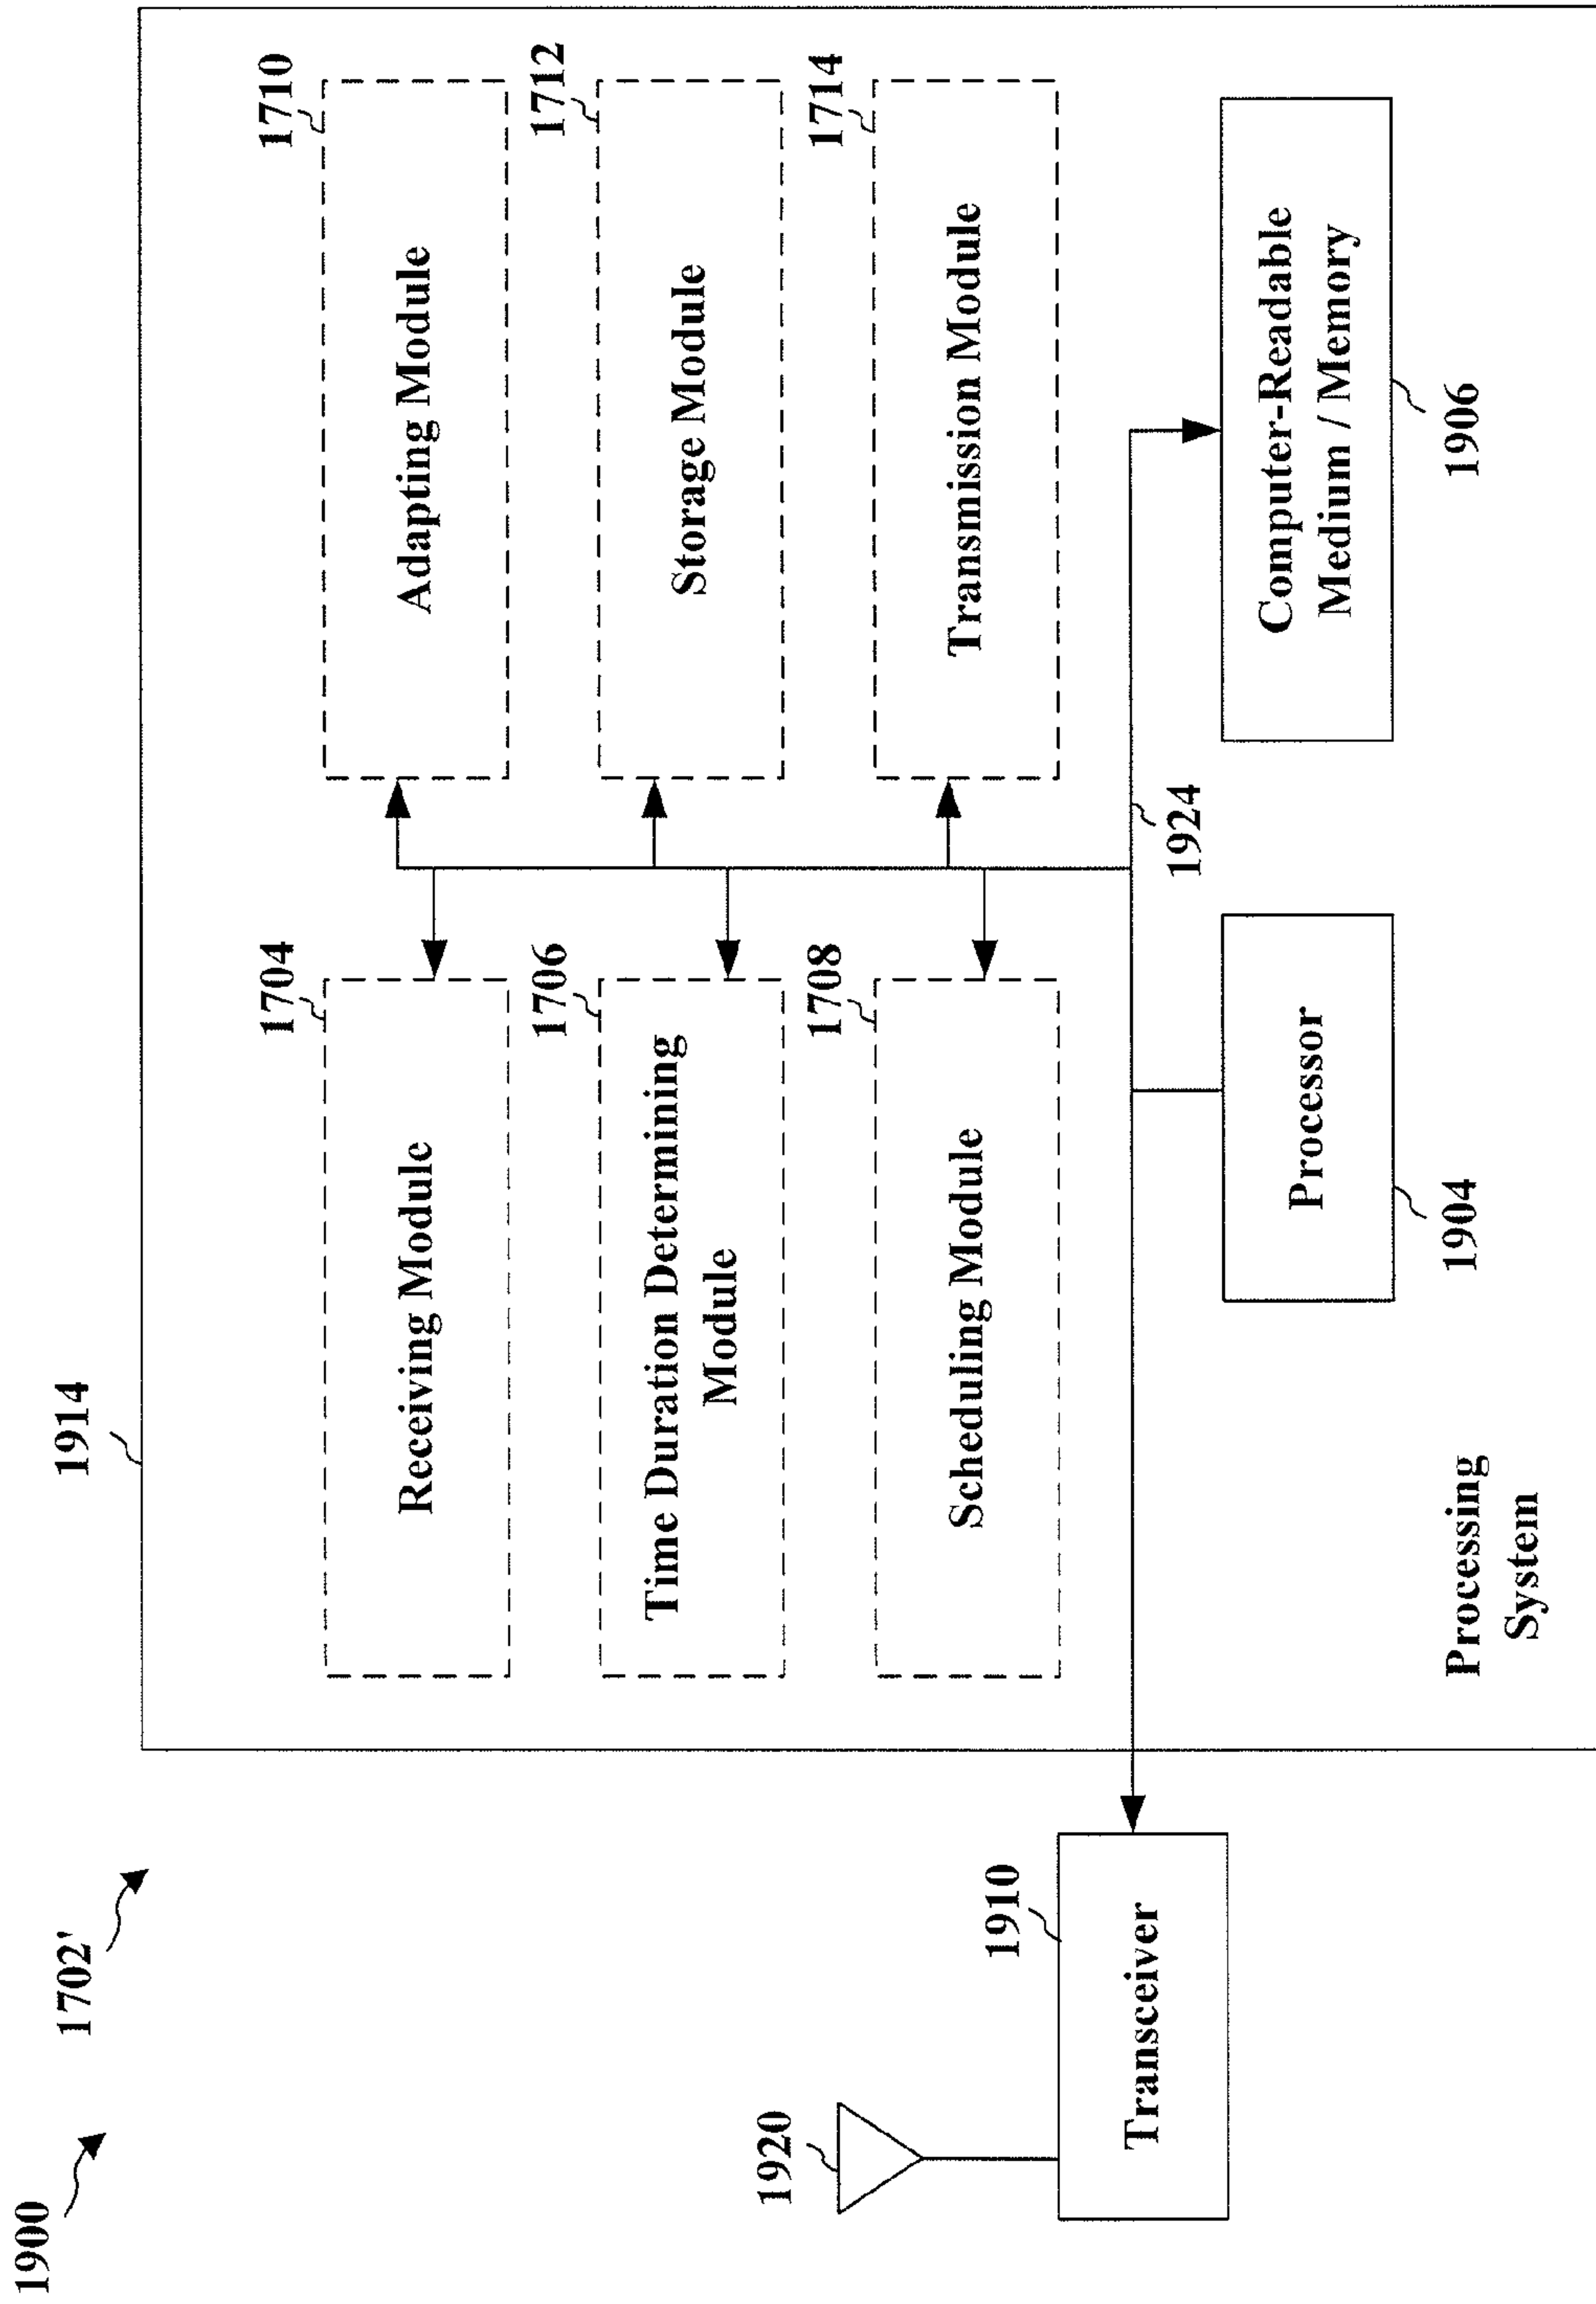 1900
1702'
1914
1704
Receiving Module
1710
Adapting Module
1706
Time Duration Determining
Module
1712
Storage Module
1708
Scheduling Module
1714
Transmission Module
1920
1910
Transceiver
1924
Processor
1904
Computer-Readable
Medium / Memory
1906
Processing
System